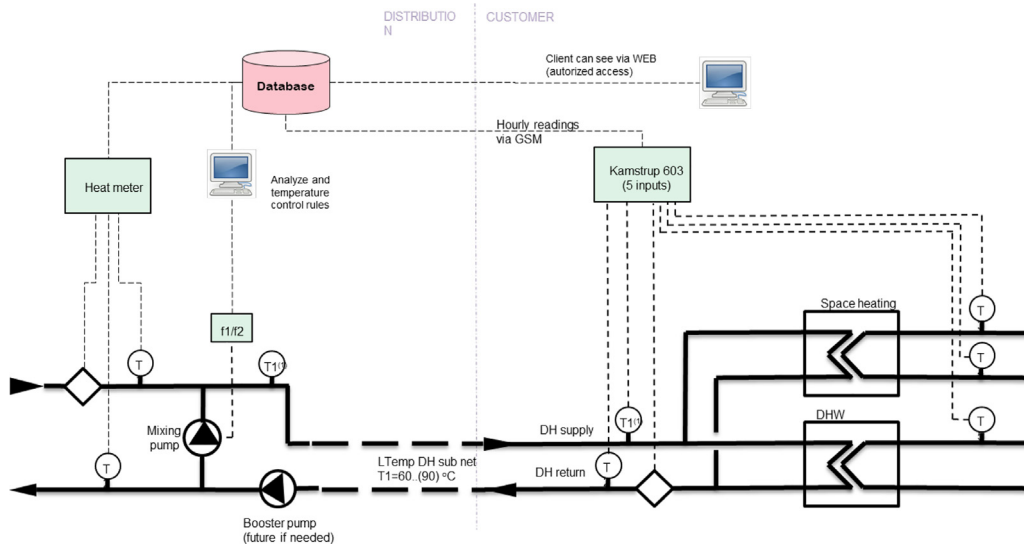 DISTRIBUTIO
N
CUSTOMER
Client can see via WEB
(autorized access)
Database
Hourly readings
via GSM
Heat meter
Analyze and
temperature
control rules
Kamstrup 603
(5 inputs)
f1/f2
Space heating
T
T
T
T1(1)
T
DHW
T
Mixing
pump
T1(1)
DH supply
T
LTemp DH sub net
T1=60..(90) ºC
T
DH return
Booster pump
(future if needed)